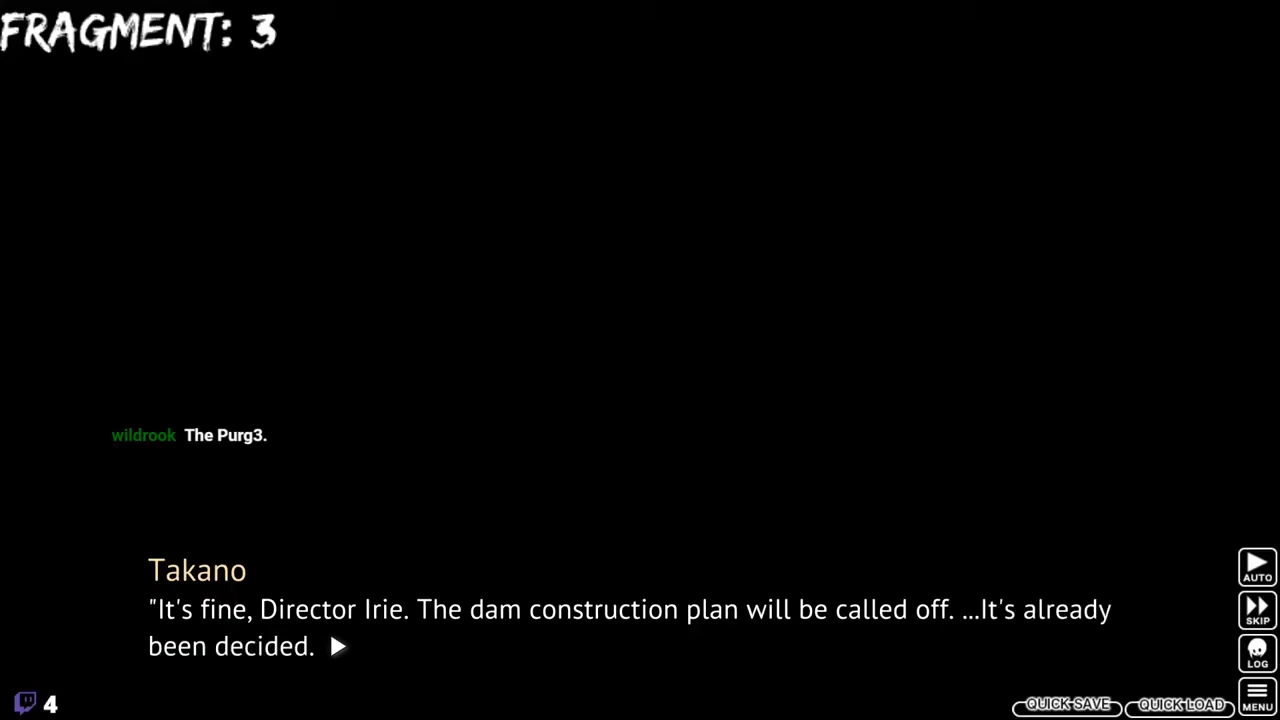 FRAGMENT: 3
wildrook The Purg3.
Takano
"It's fine, Director Irie. The dam construction plan will be called off. ...It's already
been decided.
AUTO
SKIP
LOG
MENU
4
QUICK SAVE QUICK LOAD